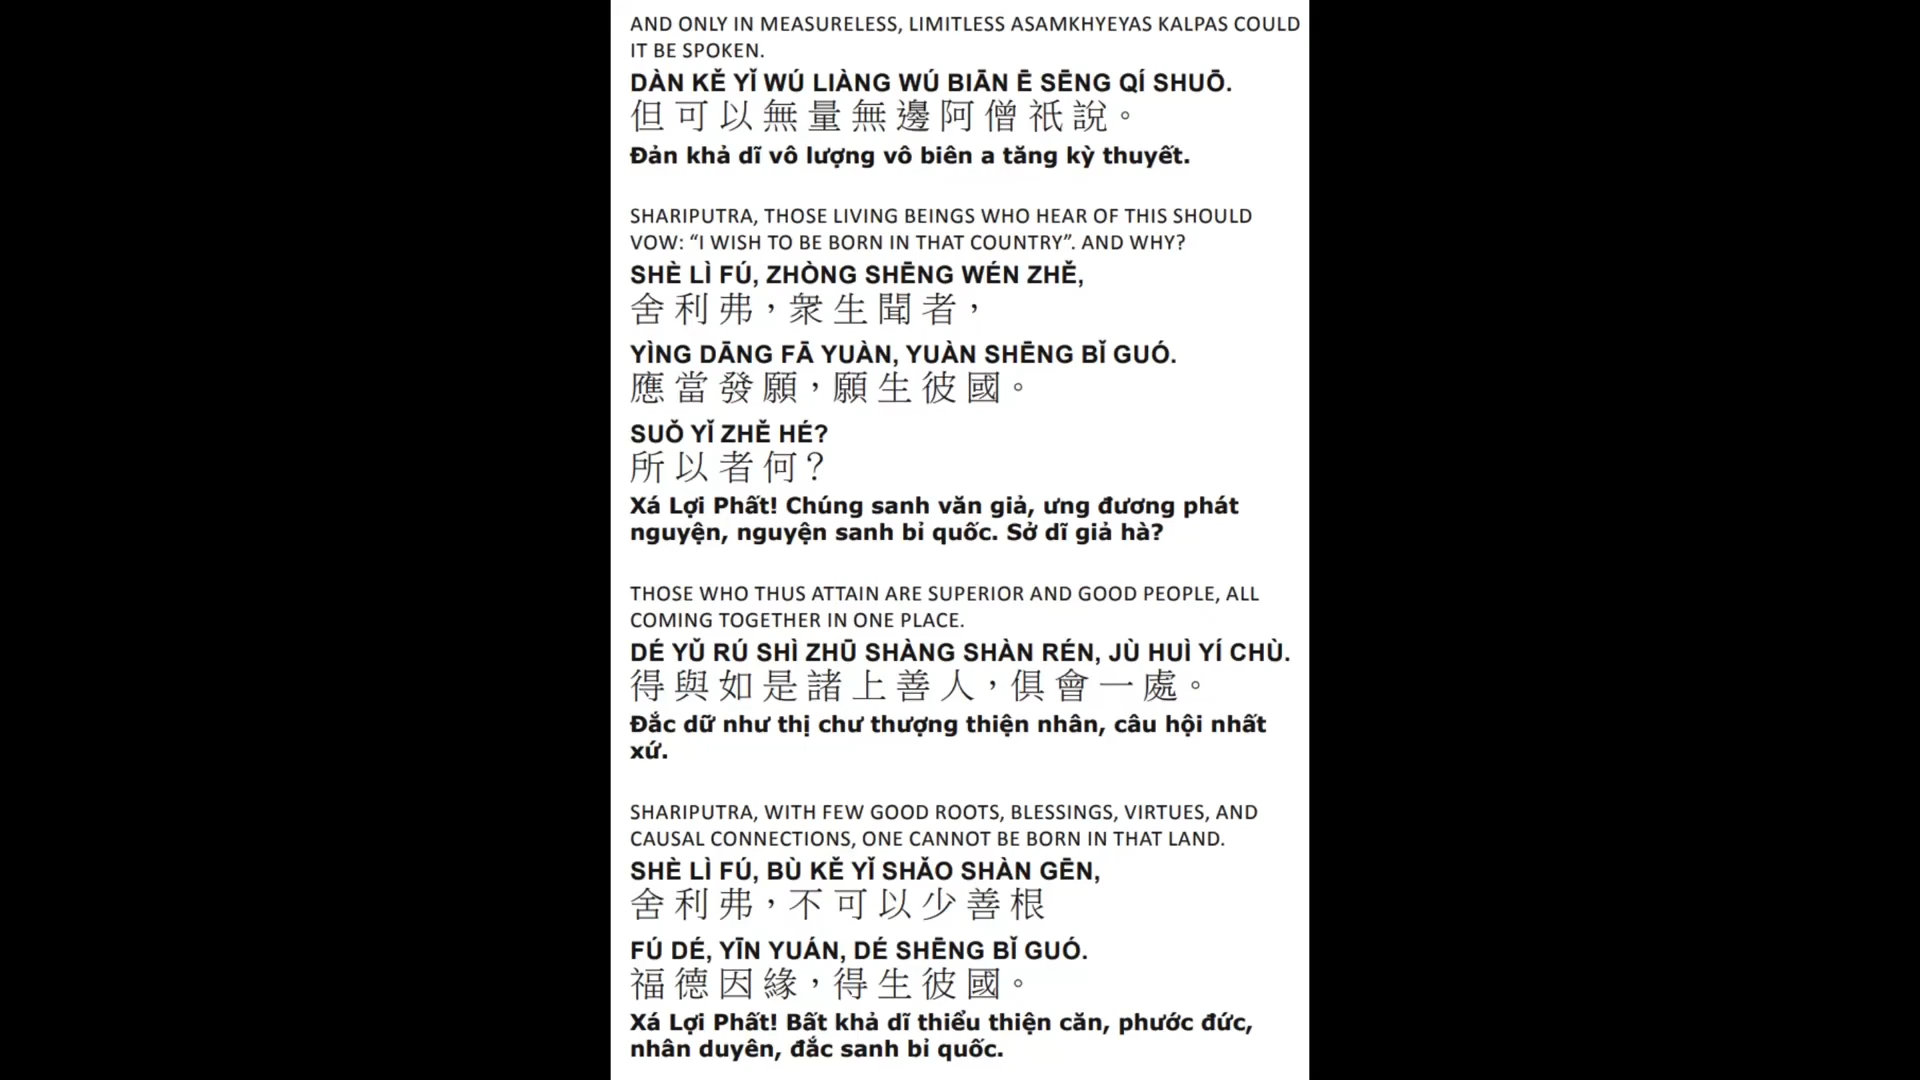 AND ONLY IN MEASURELESS, LIMITLESS ASAMKHYEYAS KALPAS COULD
IT BE SPOKEN.
DÀN KĚ YǏ WÚ LIÀNG WÚ BIĀN Ē SĒNG QÍ SHUŌ.
但可以無量無邊阿僧祇說。
Đản khả dĩ vô lượng vô biên a tăng kỳ thuyết.
SHARIPUTRA, THOSE LIVING BEINGS WHO HEAR OF THIS SHOULD
VOW: “I WISH TO BE BORN IN THAT COUNTRY”. AND WHY?
SHÈ LÌ FÚ, ZHÒNG SHĒNG WÉN ZHĚ,
舍利弗，衆生聞者，
YÌNG DĀNG FĀ YUÀN, YUÀN SHĒNG BǏ GUÓ.
應當發願，願生彼國。
SUǑ YǏ ZHĚ HÉ?
所以者何？
Xá Lợi Phất! Chúng sanh văn giả, ưng đương phát
nguyện, nguyện sanh bỉ quốc. Sở dĩ giả hà?
THOSE WHO THUS ATTAIN ARE SUPERIOR AND GOOD PEOPLE, ALL
COMING TOGETHER IN ONE PLACE.
DÉ YǓ RÚ SHÌ ZHŪ SHÀNG SHÀN RÉN, JÙ HUÌ YÍ CHÙ.
得與如是諸上善人，俱會一處。
Đắc dữ như thị chư thượng thiện nhân, câu hội nhất
xứ.
SHARIPUTRA, WITH FEW GOOD ROOTS, BLESSINGS, VIRTUES, AND
CAUSAL CONNECTIONS, ONE CANNOT BE BORN IN THAT LAND.
SHÈ LÌ FÚ, BÙ KĚ YǏ SHǍO SHÀN GĒN,
舍利弗，不可以少善根
FÚ DÉ, YĪN YUÁN, DÉ SHĒNG BǏ GUÓ.
福德因緣，得生彼國。
Xá Lợi Phất! Bất khả dĩ thiểu thiện căn, phước đức,
nhân duyên, đắc sanh bỉ quốc.